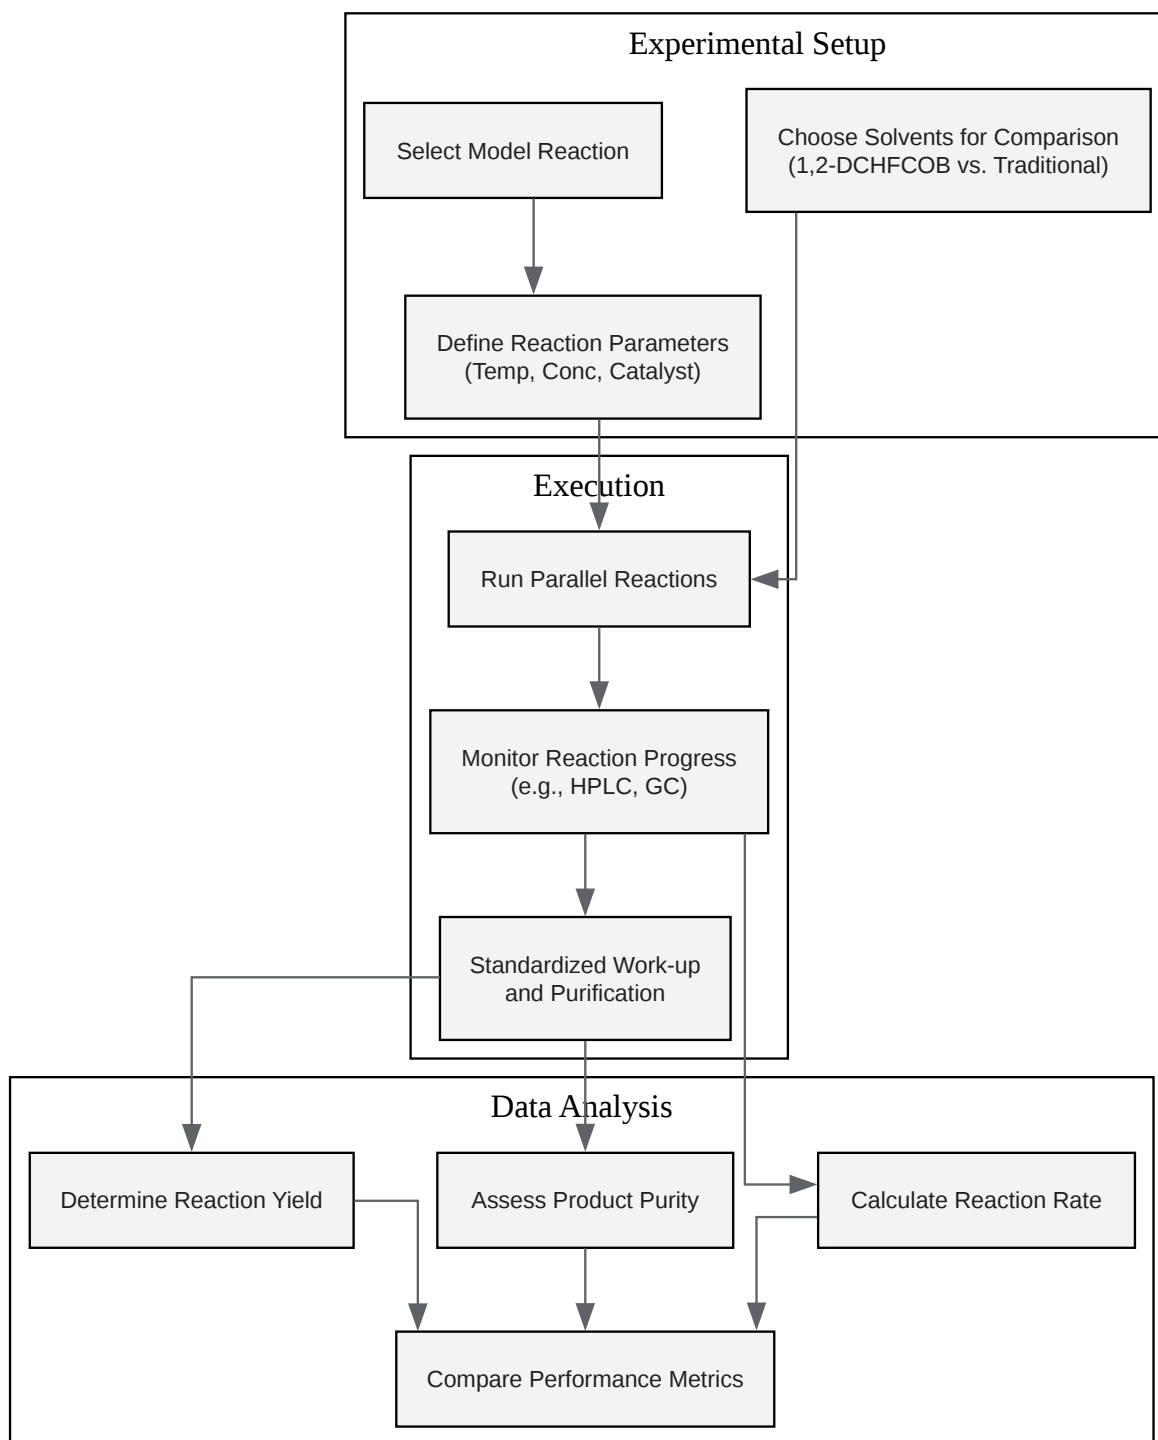 Experimental Setup
Select Model Reaction
Choose Solvents for Comparison
(1,2-DCHFCOB vs. Traditional)
Define Reaction Parameters
(Temp, Conc, Catalyst)
Execution
Run Parallel Reactions
Monitor Reaction Progress
(e.g., HPLC, GC)
Standardized Work-up
and Purification
Data Analysis
Determine Reaction Yield
Assess Product Purity
Calculate Reaction Rate
Compare Performance Metrics